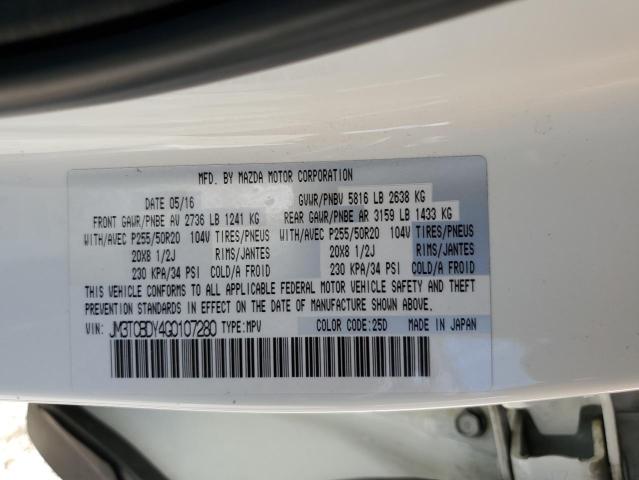 MFD. BY MAZDA MOTOR CORPORATION
DATE 05/16 GVWR/PNBV 5816 LB 2638 KG
FRONT GAWR/PNBE AV 2736 LB 1241 KG REAR GAWR/PNBE AR 3159 LB 1433 KG
WITH/AVEC P255/50R20 104V TIRES/PNEUS WITH/AVEC P255/50R20 104V TIRES/PNEUS
20X8 1/2J RIMS/JANTES 20X8 1/2J RIMS/JANTES
230 KPA/34 PSI COLD/A FROID 230 KPA/34 PSI COLD/A FROID
THIS VEHICLE CONFORMS TO ALL APPLICABLE FEDERAL MOTOR VEHICLE SAFETY AND THEFT
PREVENTION STANDARDS IN EFFECT ON THE DATE OF MANUFACTURE SHOWN ABOVE.
VIN: JM3TCBDY4G0107280 TYPE:MPV COLOR CODE:25D MADE IN JAPAN